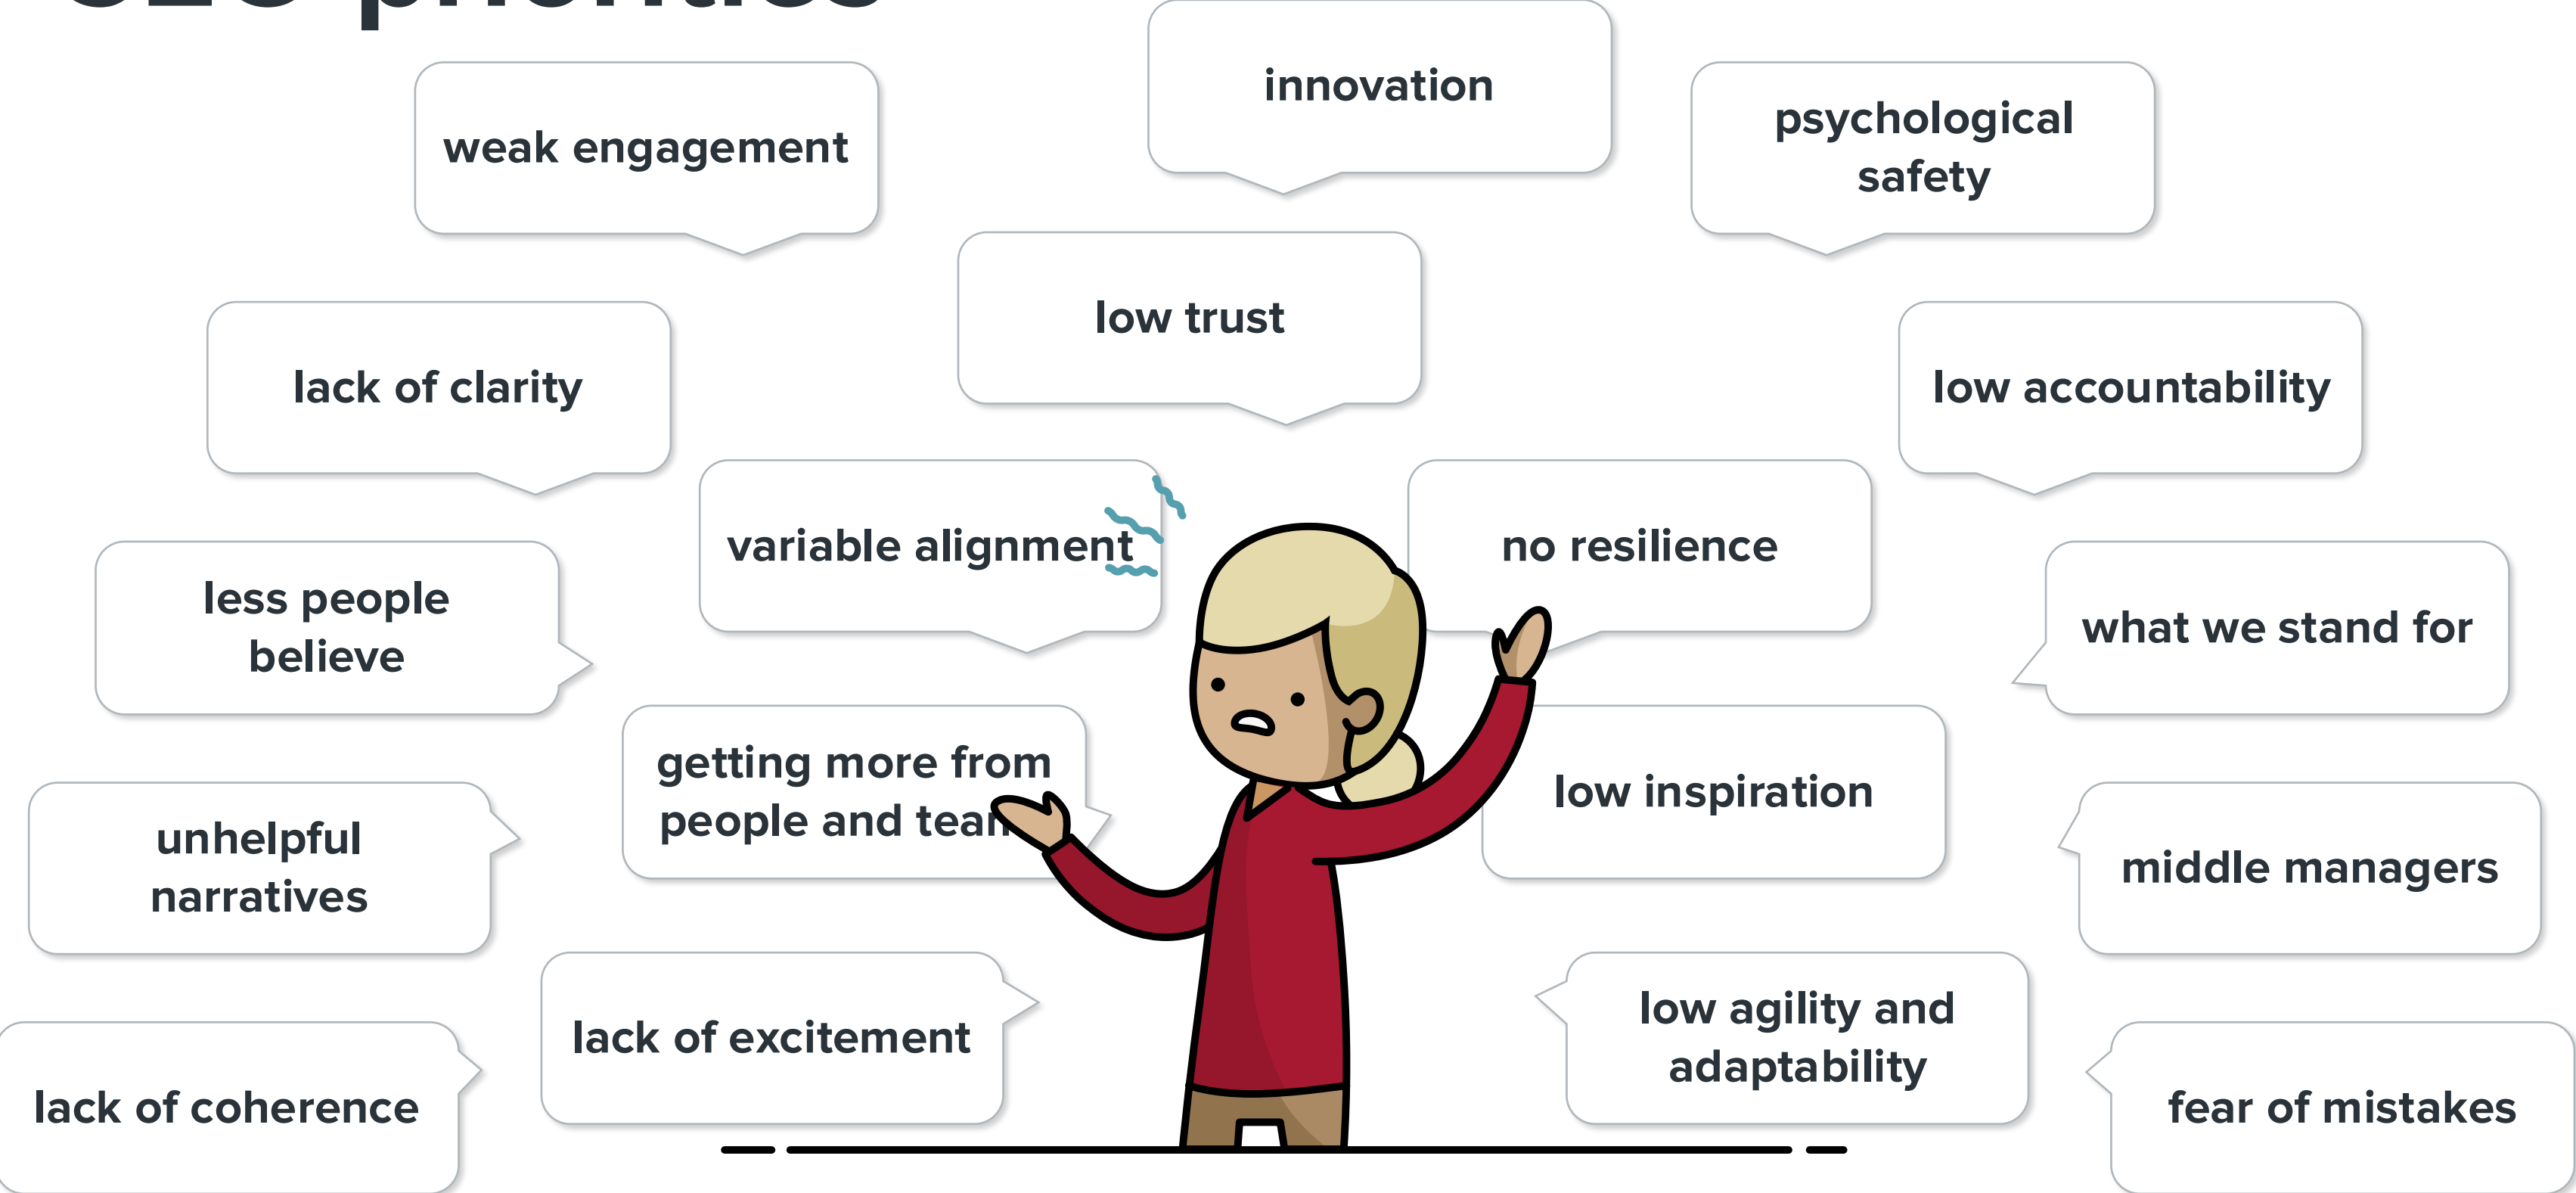 priorities
innovation
weak engagement
psychological
safety
low trust
lack of clarity
low accountability
variable alignment
no resilience
less people
believe
what we stand for
getting more from
people and
low inspiration
unhelpful
narratives
middle managers
lack of excitement
low agility and
adaptability
lack of coherence
fear of mistakes